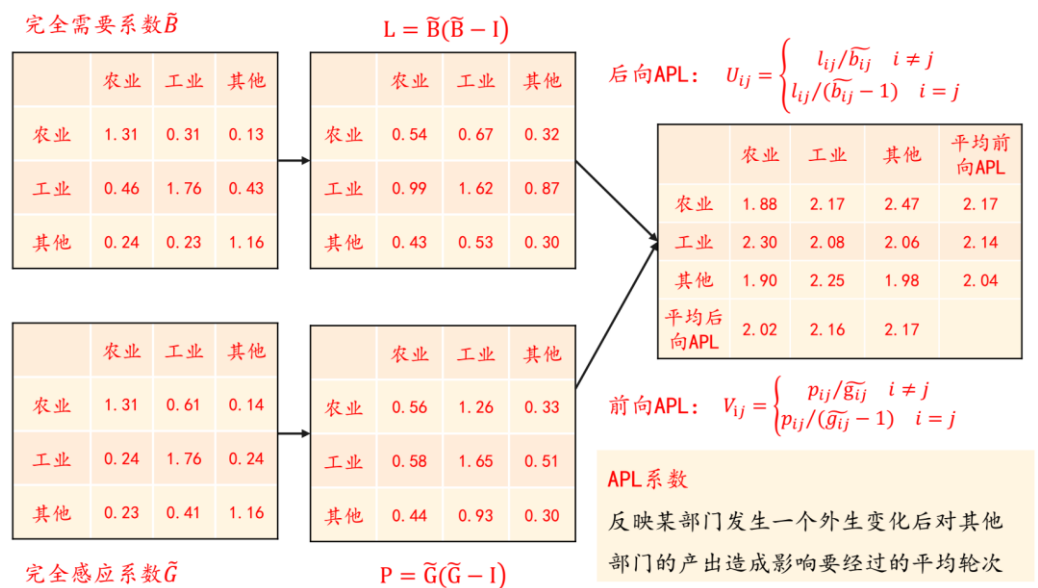 完全需要系数B̃
农业 工业 其他
农业 1.31 0.31 0.13
工业 0.46 1.76 0.43
其他 0.24 0.23 1.16
L = B̃(B̃ − I)
农业 工业 其他
农业 0.54 0.67 0.32
工业 0.99 1.62 0.87
其他 0.43 0.53 0.30
后向APL： U_ij = { l_ij/b̃_ij i ≠ j
l_ij/(b̃_ij − 1) i = j
农业 工业 其他 平均前
向APL
农业 1.88 2.17 2.47 2.17
工业 2.30 2.08 2.06 2.14
其他 1.90 2.25 1.98 2.04
平均后
向APL 2.02 2.16 2.17
农业 工业 其他
农业 1.31 0.61 0.14
工业 0.24 1.76 0.24
其他 0.23 0.41 1.16
完全感应系数G̃
农业 工业 其他
农业 0.56 1.26 0.33
工业 0.58 1.65 0.51
其他 0.44 0.93 0.30
P = G̃(G̃ − I)
前向APL： V_ij = { p_ij/g̃_ij i ≠ j
p_ij/(g̃_ij − 1) i = j
APL系数
反映某部门发生一个外生变化后对其他
部门的产出造成影响要经过的平均轮次